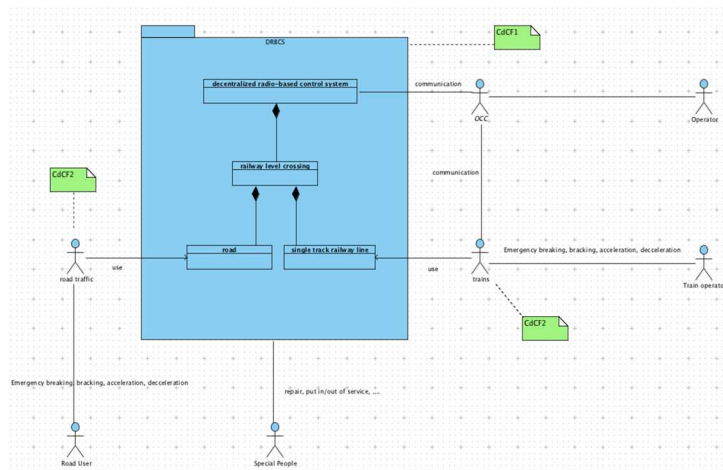 CdCF1
DRBCS
decentralized radio-based control system
communication
OCC
Operator
railway level crossing
communication
CdCF2
road
single track railway line
Emergency breaking, bracking, acceleration, decceleration
use
use
road traffic
trains
Train operator
CdCF2
Emergency breaking, bracking, acceleration, decceleration
repair, put in/out of service, ....
Road User
Special People